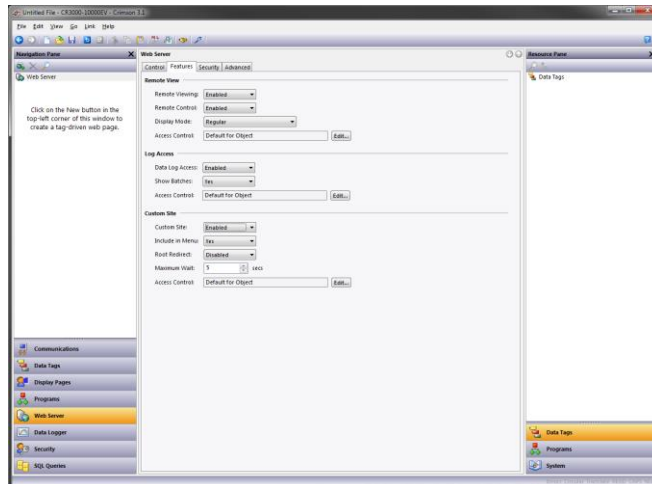 Untitled File - CR3000-10000EV - Crimson 3.1
File Edit View Go Link Help
Navigation Pane
Web Server
Resource Pane
Web Server
Control Features Security Advanced
Data Tags
Click on the New button in the
top-left corner of this window to
create a tag-driven web page.
Remote View
Remote Viewing: Enabled
Remote Control: Enabled
Display Mode: Regular
Access Control: Default for Object Edit...
Log Access
Data Log Access: Enabled
Show Batches: Yes
Access Control: Default for Object Edit...
Custom Site
Custom Site: Enabled
Include in Menu: Yes
Root Redirect: Disabled
Maximum Wait: secs
Access Control: Default for Object Edit...
Communications
Data Tags
Display Pages
Programs
Web Server
Data Logger
Security
SQL Queries
Data Tags
Programs
System